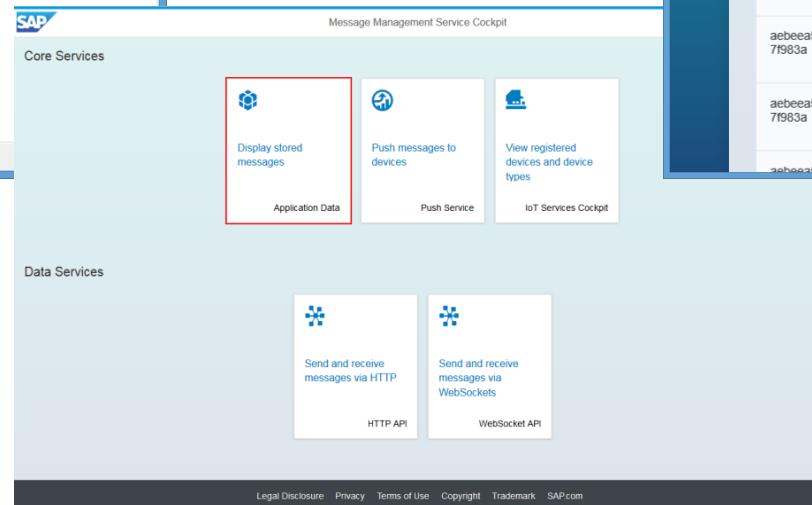 SAP
Message Management Service Cockpit
Core Services
Display stored
messages
Application Data
Push messages to
devices
Push Service
View registered
devices and device
types
IoT Services Cockpit
Data Services
Send and receive
messages via HTTP
HTTP API
Send and receive
messages via
WebSockets
WebSocket API
Legal Disclosure Privacy Terms of Use Copyright Trademark SAP.com
7f983a
7f983a